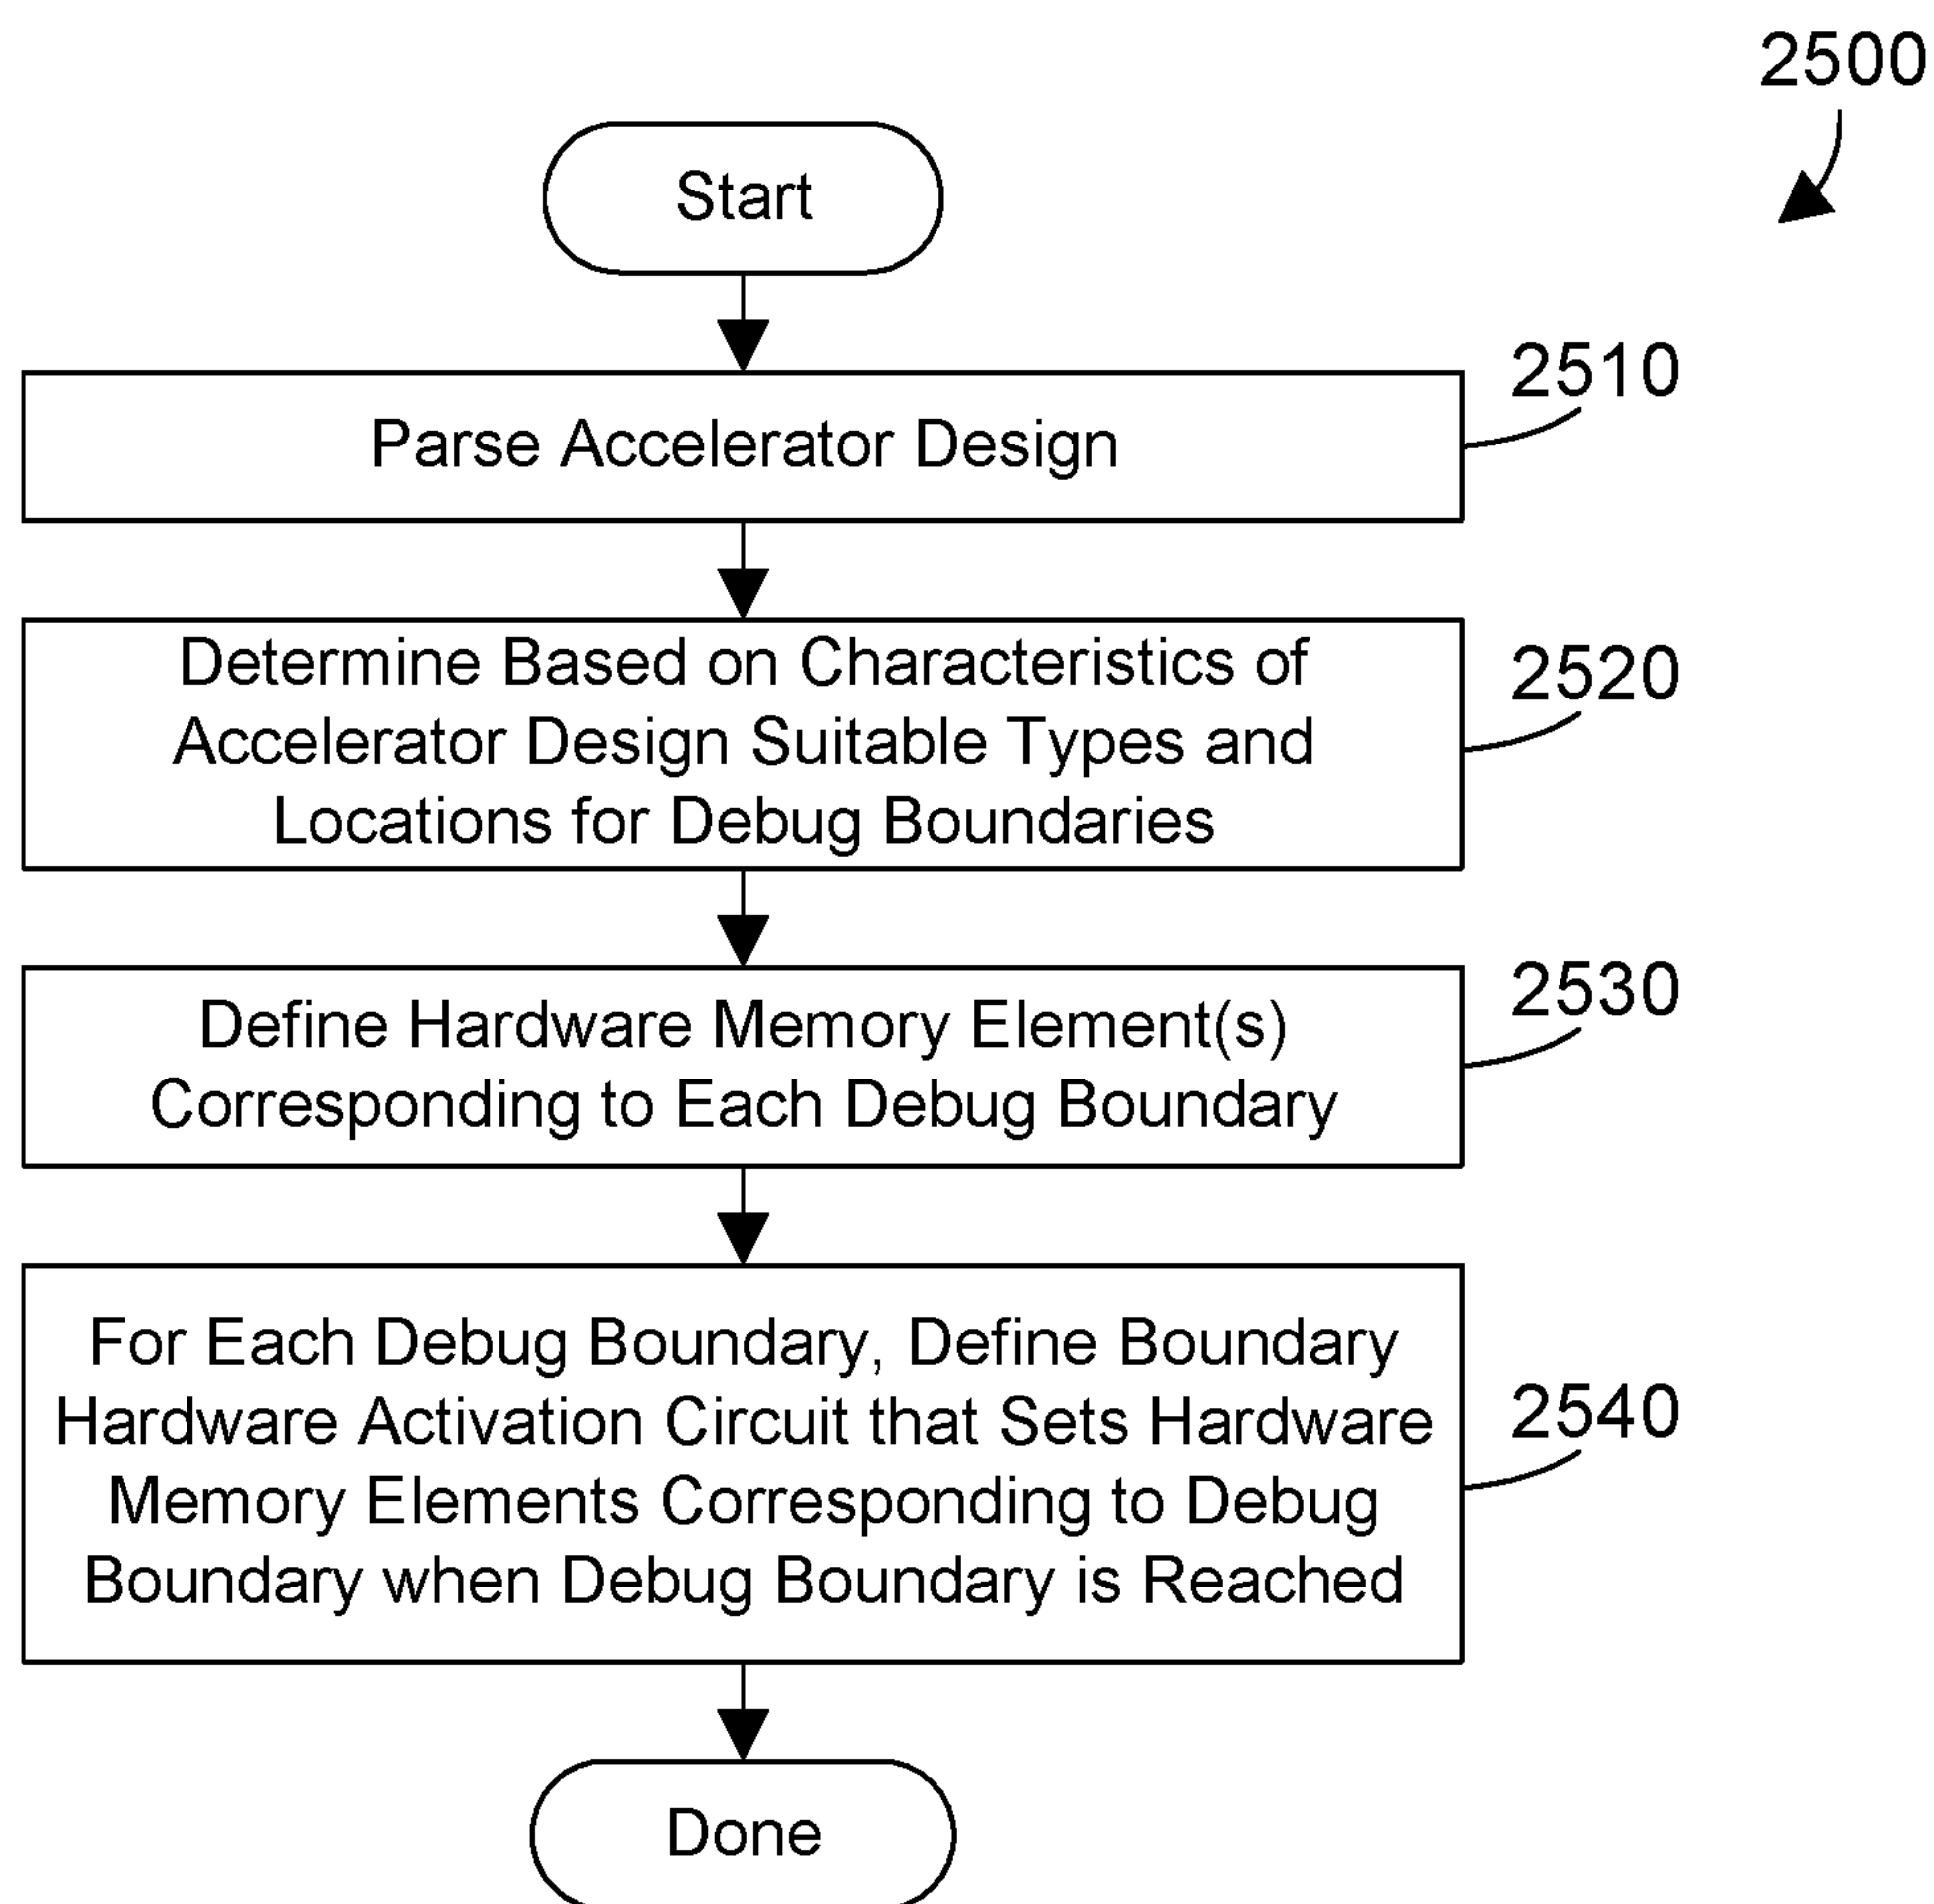 2500
Start
2510
Parse Accelerator Design
2520
Determine Based on Characteristics of
Accelerator Design Suitable Types and
Locations for Debug Boundaries
2530
Define Hardware Memory Element(s)
Corresponding to Each Debug Boundary
2540
For Each Debug Boundary, Define Boundary
Hardware Activation Circuit that Sets Hardware
Memory Elements Corresponding to Debug
Boundary when Debug Boundary is Reached
Done